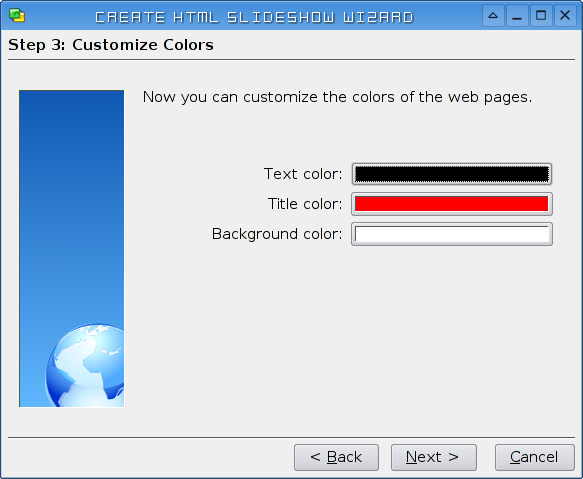 CREATE HTML SLIDESHOW WIZARD
Step 3: Customize Colors
Now you can customize the colors of the web pages.
Text color:
Title color:
Background color:
< Back Next > Cancel